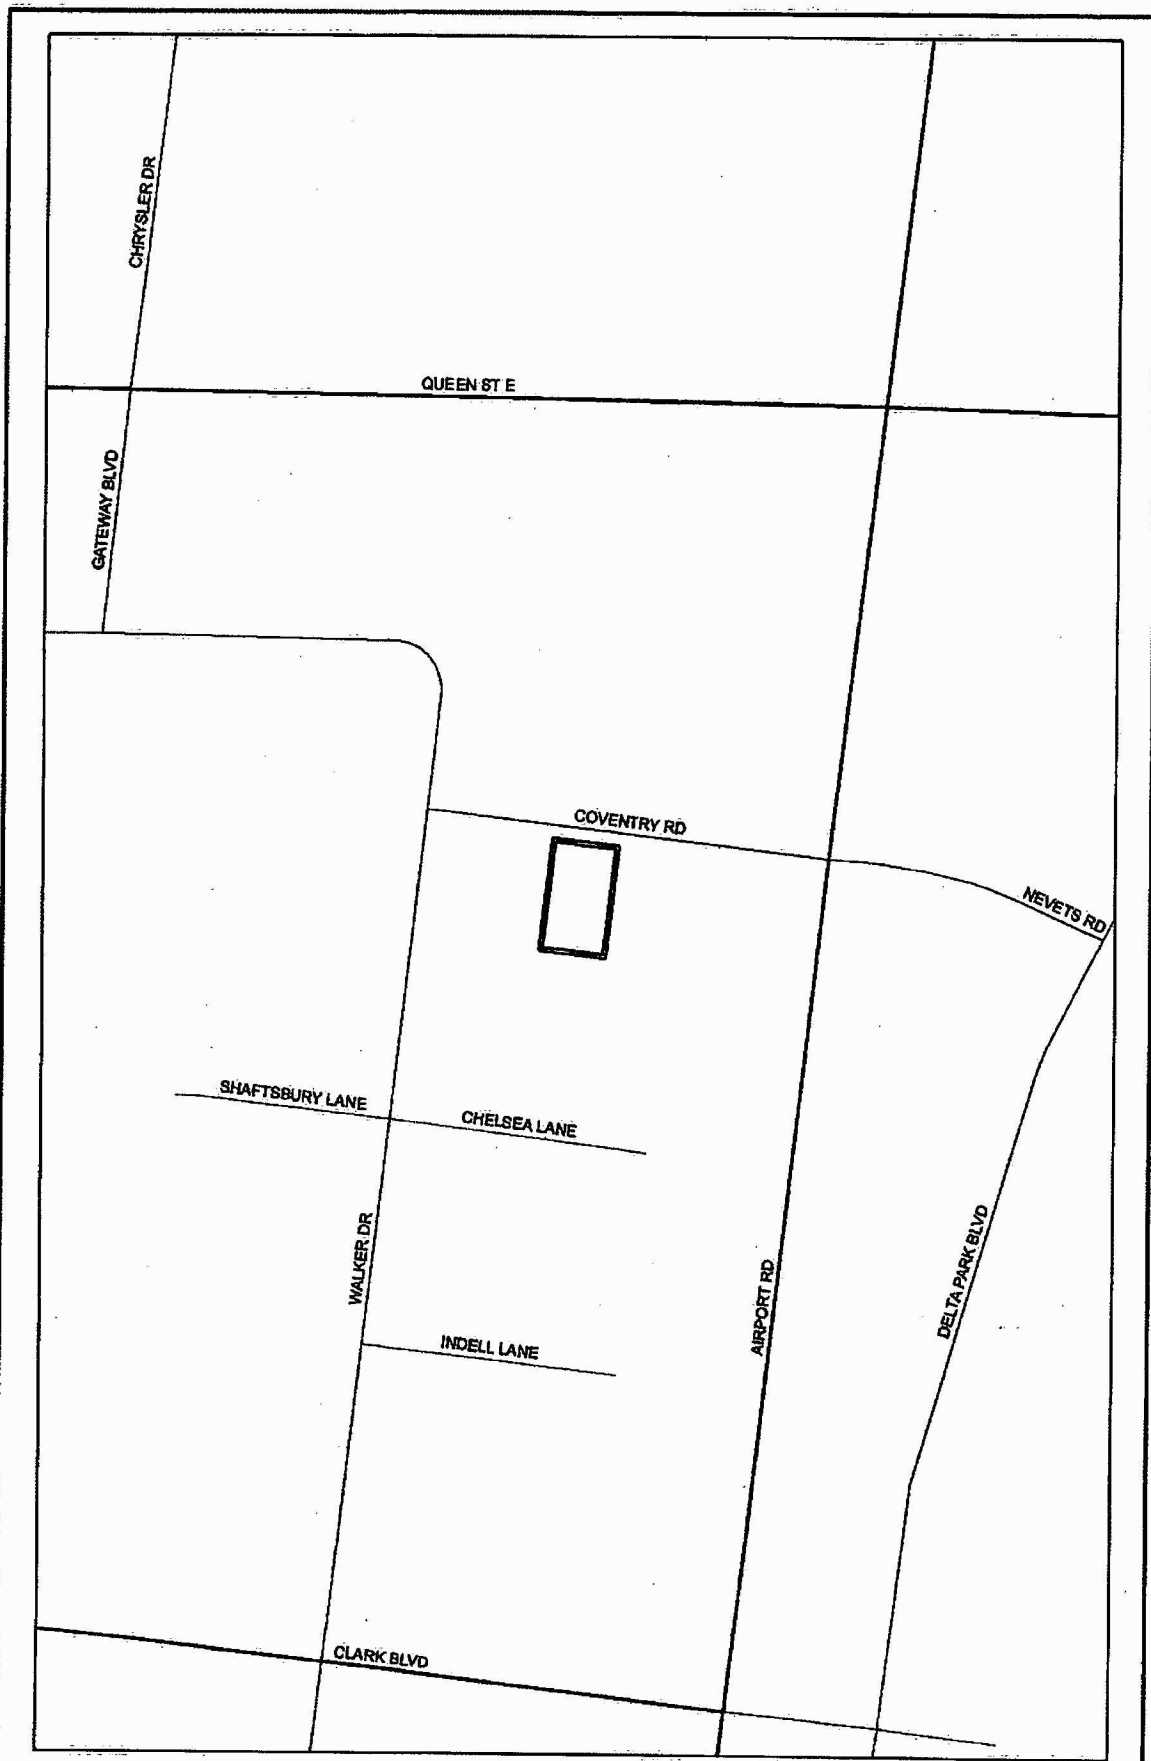 CHRYSLER DR
QUEEN ST E
GATEWAY BLVD
COVENTRY RD
NEVETS RD
SHAFTSBURY LANE
CHELSEA LANE
WALKER DR
DELTA PARK BLVD
AIRPORT RD
INDELL LANE
CLARK BLVD